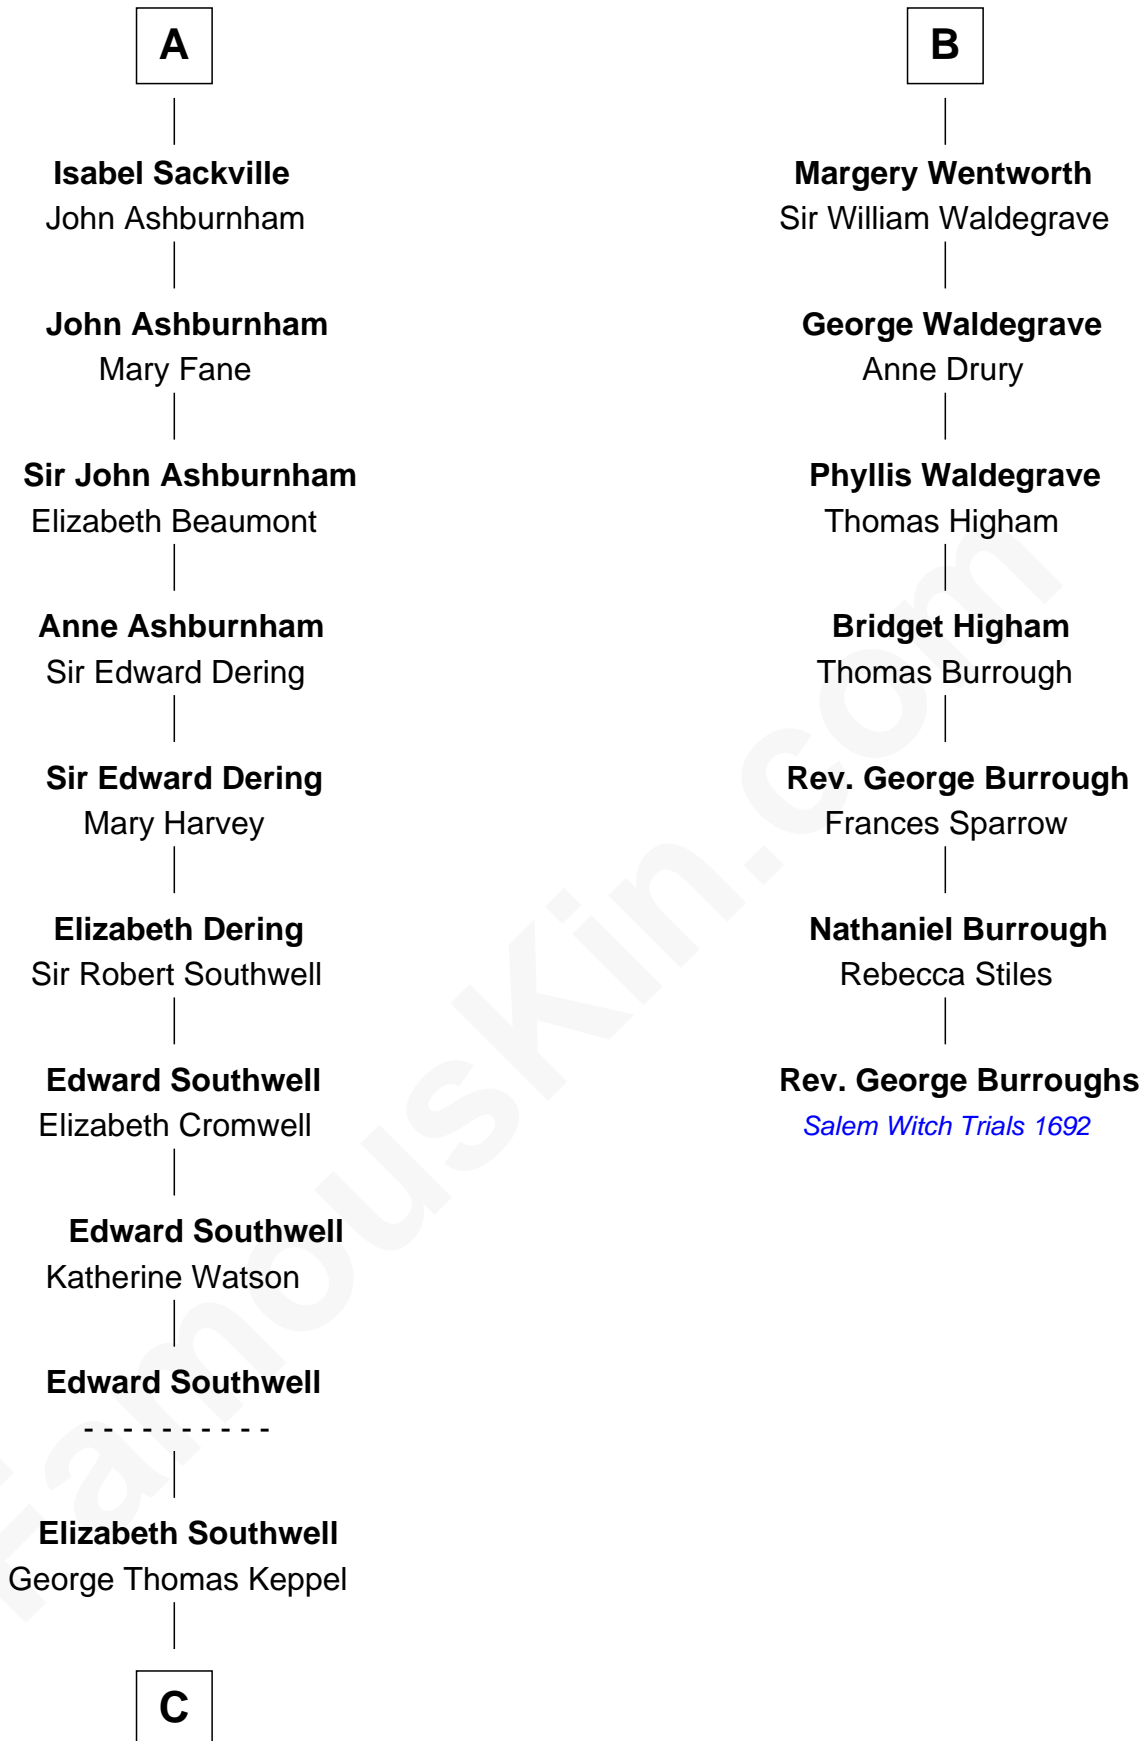 A
Isabel Sackville
John Ashburnham
John Ashburnham
Mary Fane
Sir John Ashburnham
Elizabeth Beaumont
Anne Ashburnham
Sir Edward Dering
Sir Edward Dering
Mary Harvey
Elizabeth Dering
Sir Robert Southwell
Edward Southwell
Elizabeth Cromwell
Edward Southwell
Katherine Watson
Edward Southwell
- - - - - - - - - -
Elizabeth Southwell
George Thomas Keppel
C
B
Margery Wentworth
Sir William Waldegrave
George Waldegrave
Anne Drury
Phyllis Waldegrave
Thomas Higham
Bridget Higham
Thomas Burrough
Rev. George Burrough
Frances Sparrow
Nathaniel Burrough
Rebecca Stiles
Rev. George Burroughs
Salem Witch Trials 1692
FamousKin.com